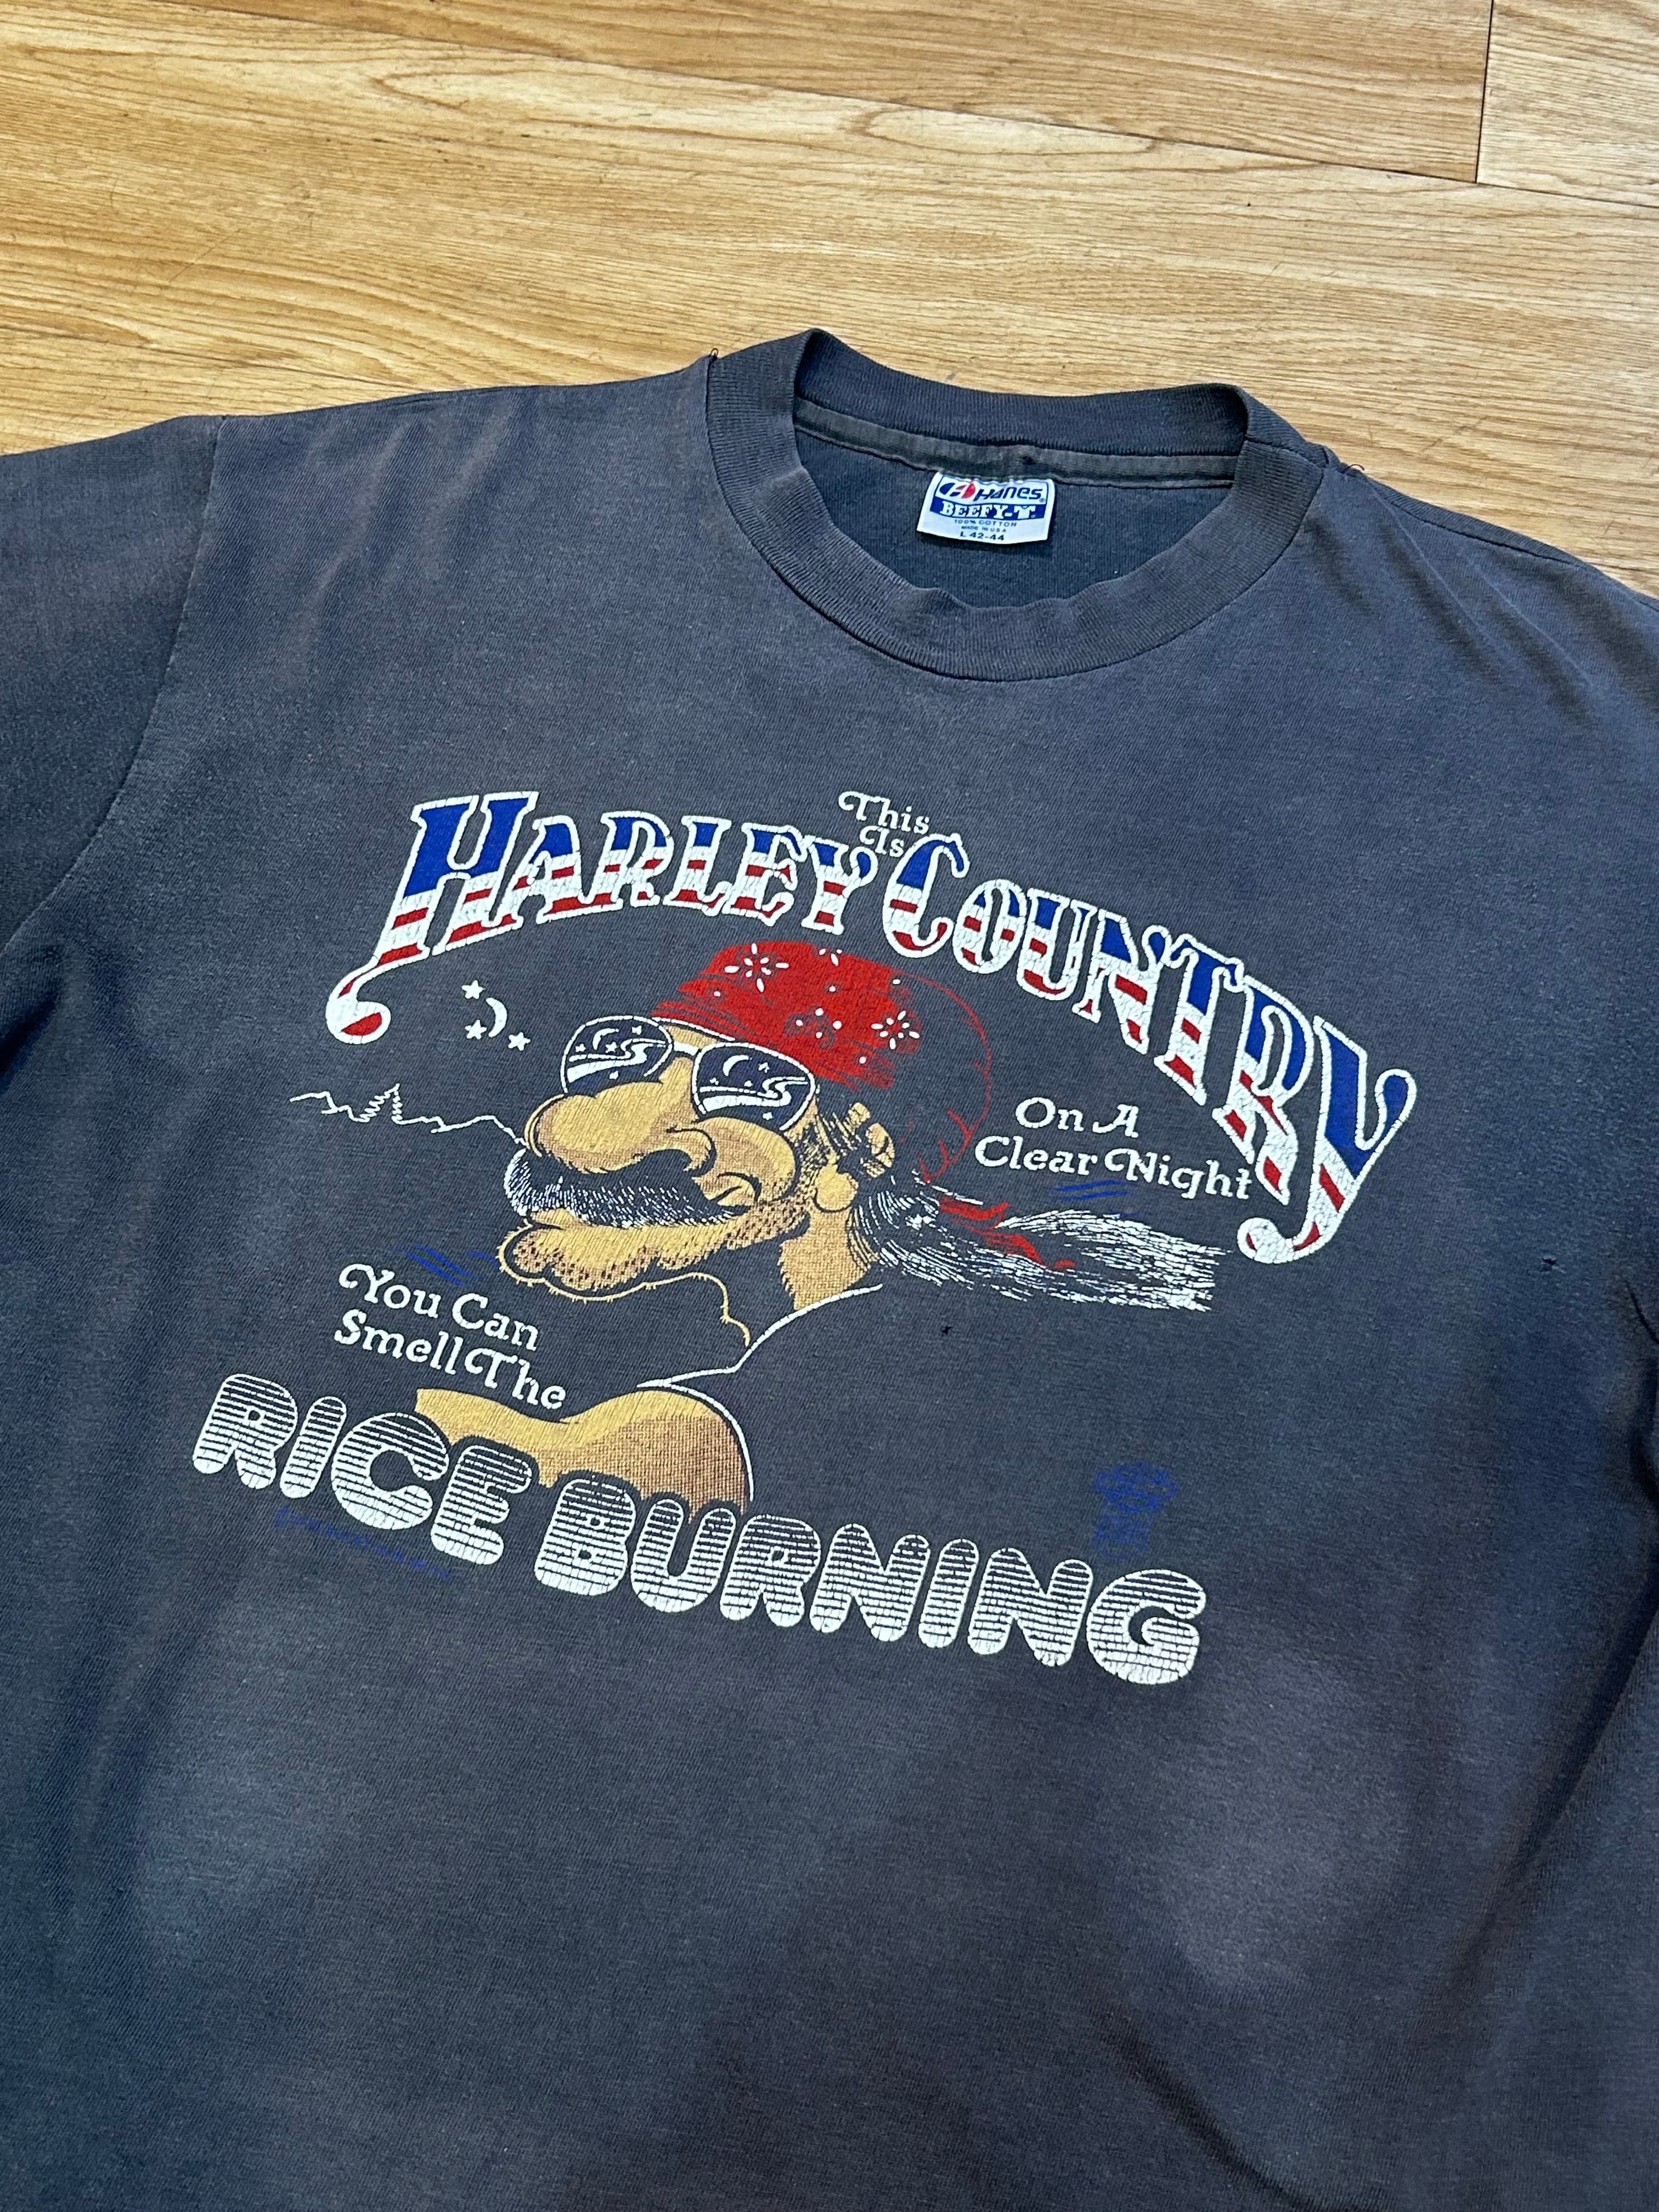 Hanes
BEEFY-T
100% COTTON
MADE IN U.S.A.
L 42-44
This
Is
HARLEY COUNTRY
On A
Clear Night
You Can
Smell The
RICE BURNING